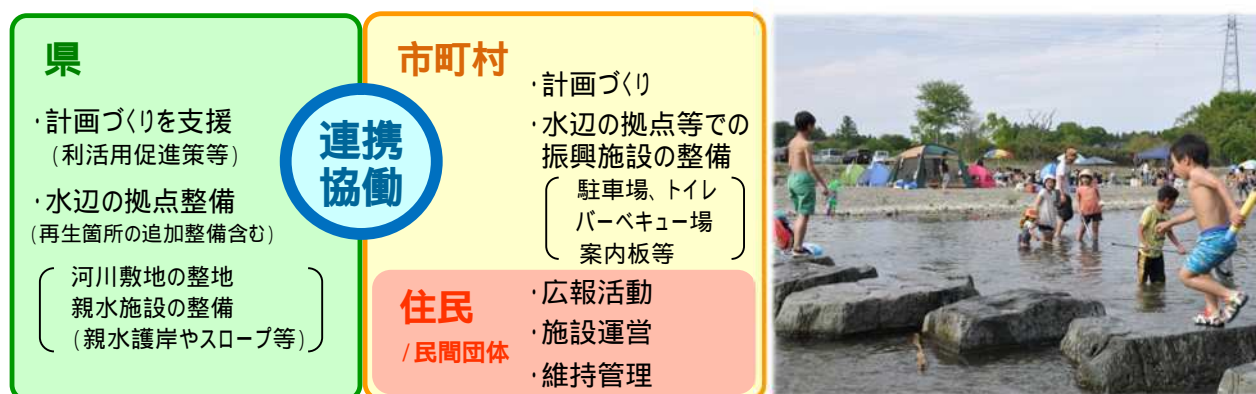 県
・計画づくりを支援
(利活用促進策等)
・水辺の拠点整備
(再生箇所の追加整備含む)
河川敷地の整地
親水施設の整備
(親水護岸やスロープ等)
連携
協働
市町村
・計画づくり
・水辺の拠点等での
振興施設の整備
駐車場、トイレ
バーベキュー場
案内板等
住民
/民間団体
・広報活動
・施設運営
・維持管理